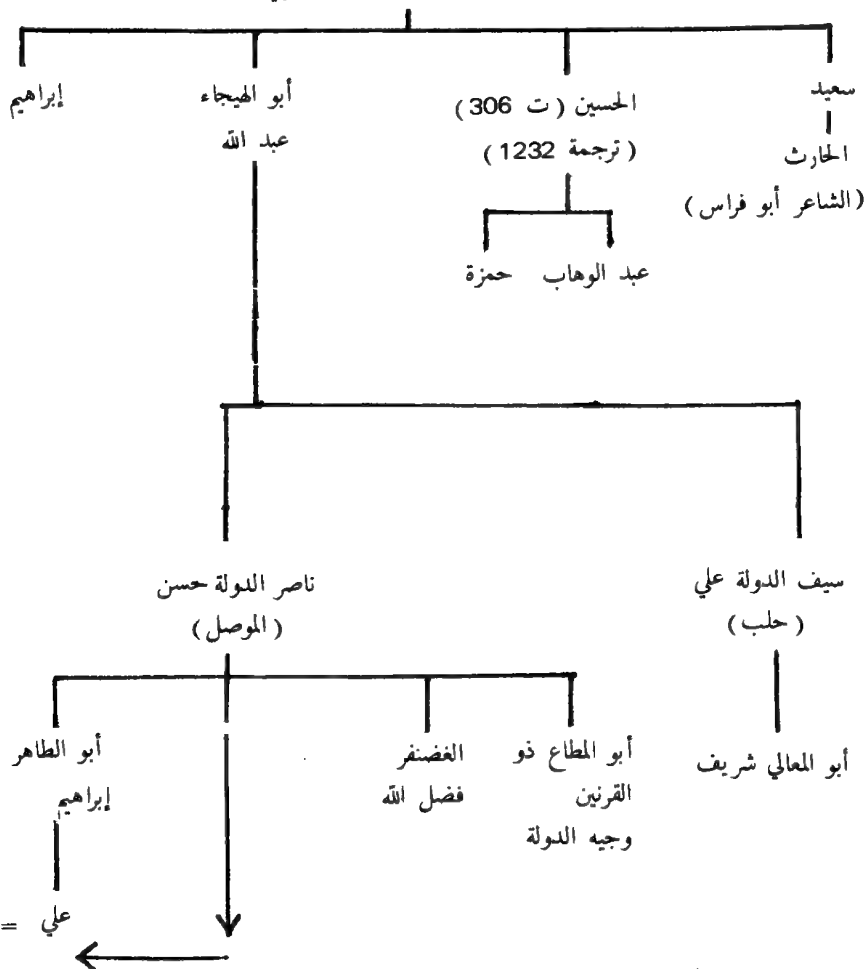 سعيد
الحارث
(الشاعر أبو فراس)
الحسين (ت 306)
(ترجمة 1232)
عبد الوهاب
حمزة
أبو الهيجاء
عبد الله
إبراهيم
سيف الدولة علي
(حلب)
ناصر الدولة حسن
(الموصل)
أبو المعالي شريف
أبو المطاع ذو
القرنين
وجيه الدولة
الغضنفر
فضل الله
أبو الطاهر
إبراهيم
علي =